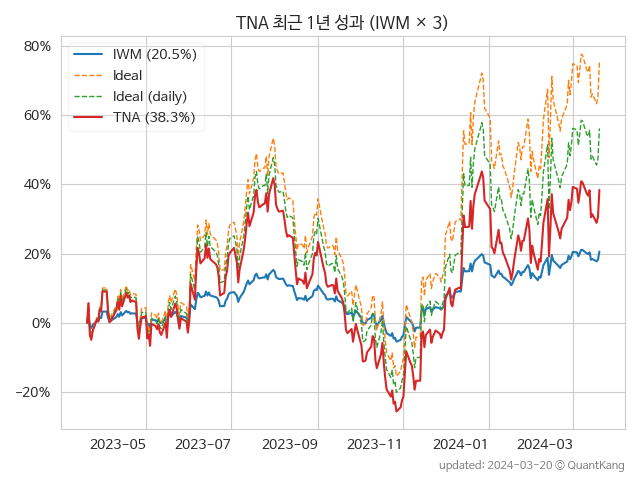 TNA 최근 1년 성과 (IWM × 3)
IWM (20.5%)
Ideal
Ideal (daily)
TNA (38.3%)
80%
60%
40%
20%
0%
−20%
2023-05
2023-07
2023-09
2023-11
2024-01
2024-03
updated: 2024-03-20 © QuantKang